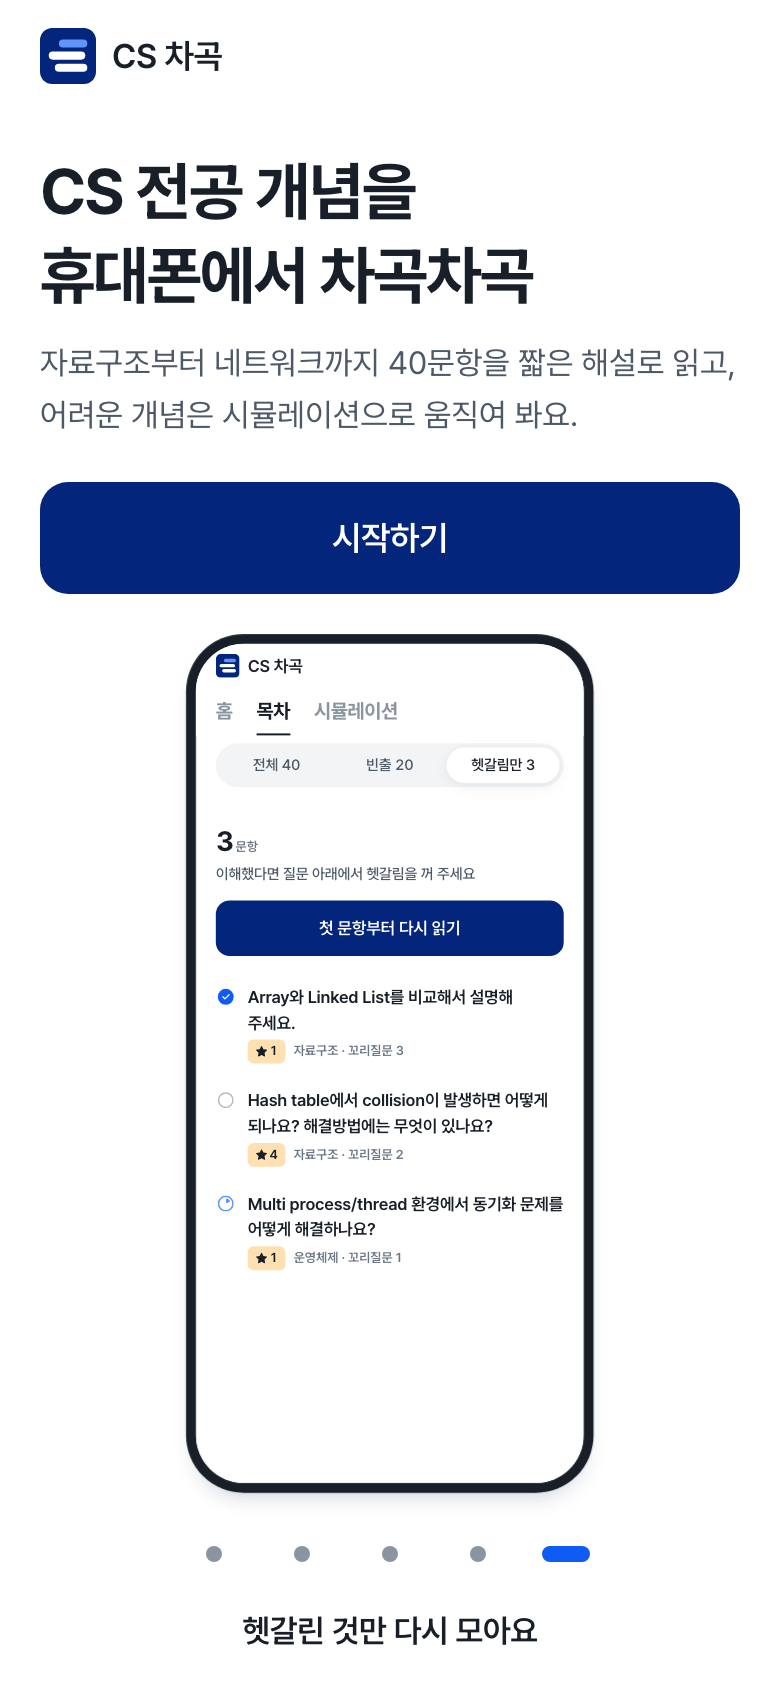 CS 차곡
CS 전공 개념을
휴대폰에서 차곡차곡
자료구조부터 네트워크까지 40문항을 짧은 해설로 읽고,
어려운 개념은 시뮬레이션으로 움직여 봐요.
시작하기
CS 차곡
홈 목차 시뮬레이션
전체 40 빈출 20 헷갈림만 3
3문항
이해했다면 질문 아래에서 헷갈림을 꺼 주세요
첫 문항부터 다시 읽기
Array와 Linked List를 비교해서 설명해
주세요.
★ 1 자료구조 · 꼬리질문 3
Hash table에서 collision이 발생하면 어떻게
되나요? 해결방법에는 무엇이 있나요?
★ 4 자료구조 · 꼬리질문 2
Multi process/thread 환경에서 동기화 문제를
어떻게 해결하나요?
★ 1 운영체제 · 꼬리질문 1
헷갈린 것만 다시 모아요